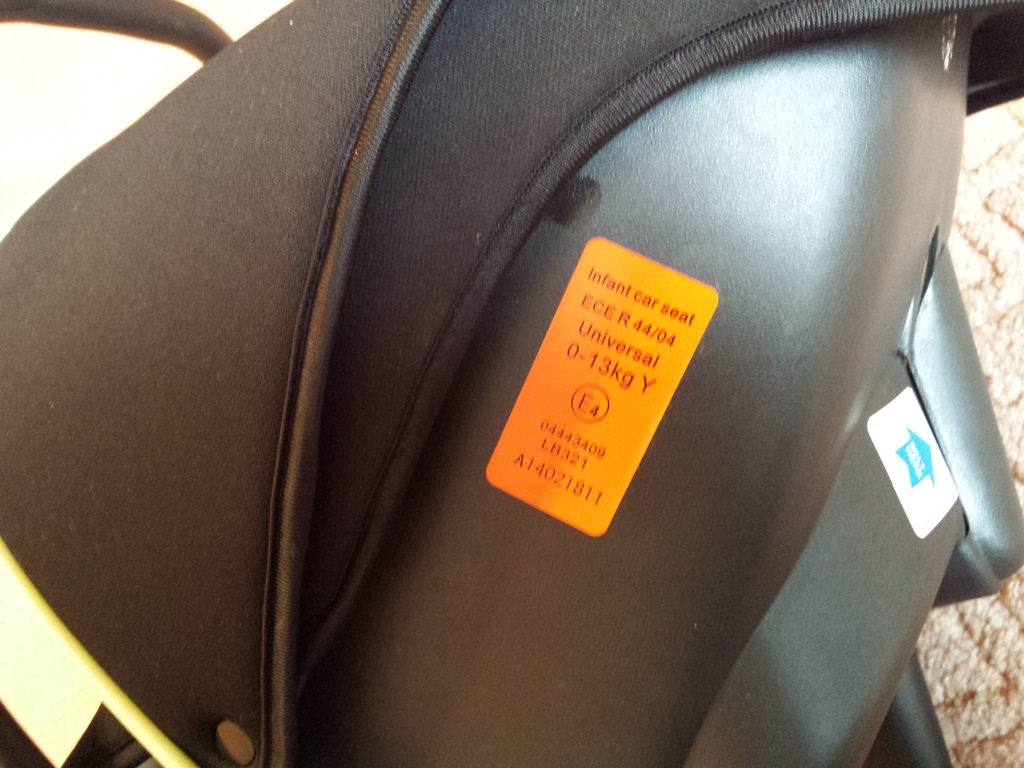 Infant car seat
ECE R 44/04
Universal
0-13kg Y
E4
04443409
LB321
A14021811